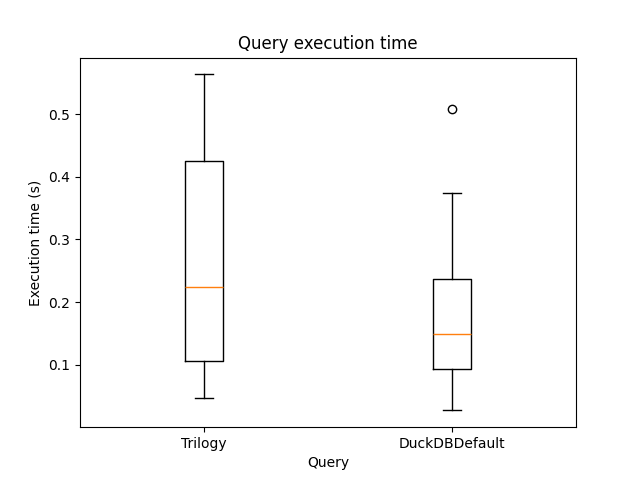 Query execution time
Execution time (s)
0.5
0.4
0.3
0.2
0.1
Trilogy
DuckDBDefault
Query